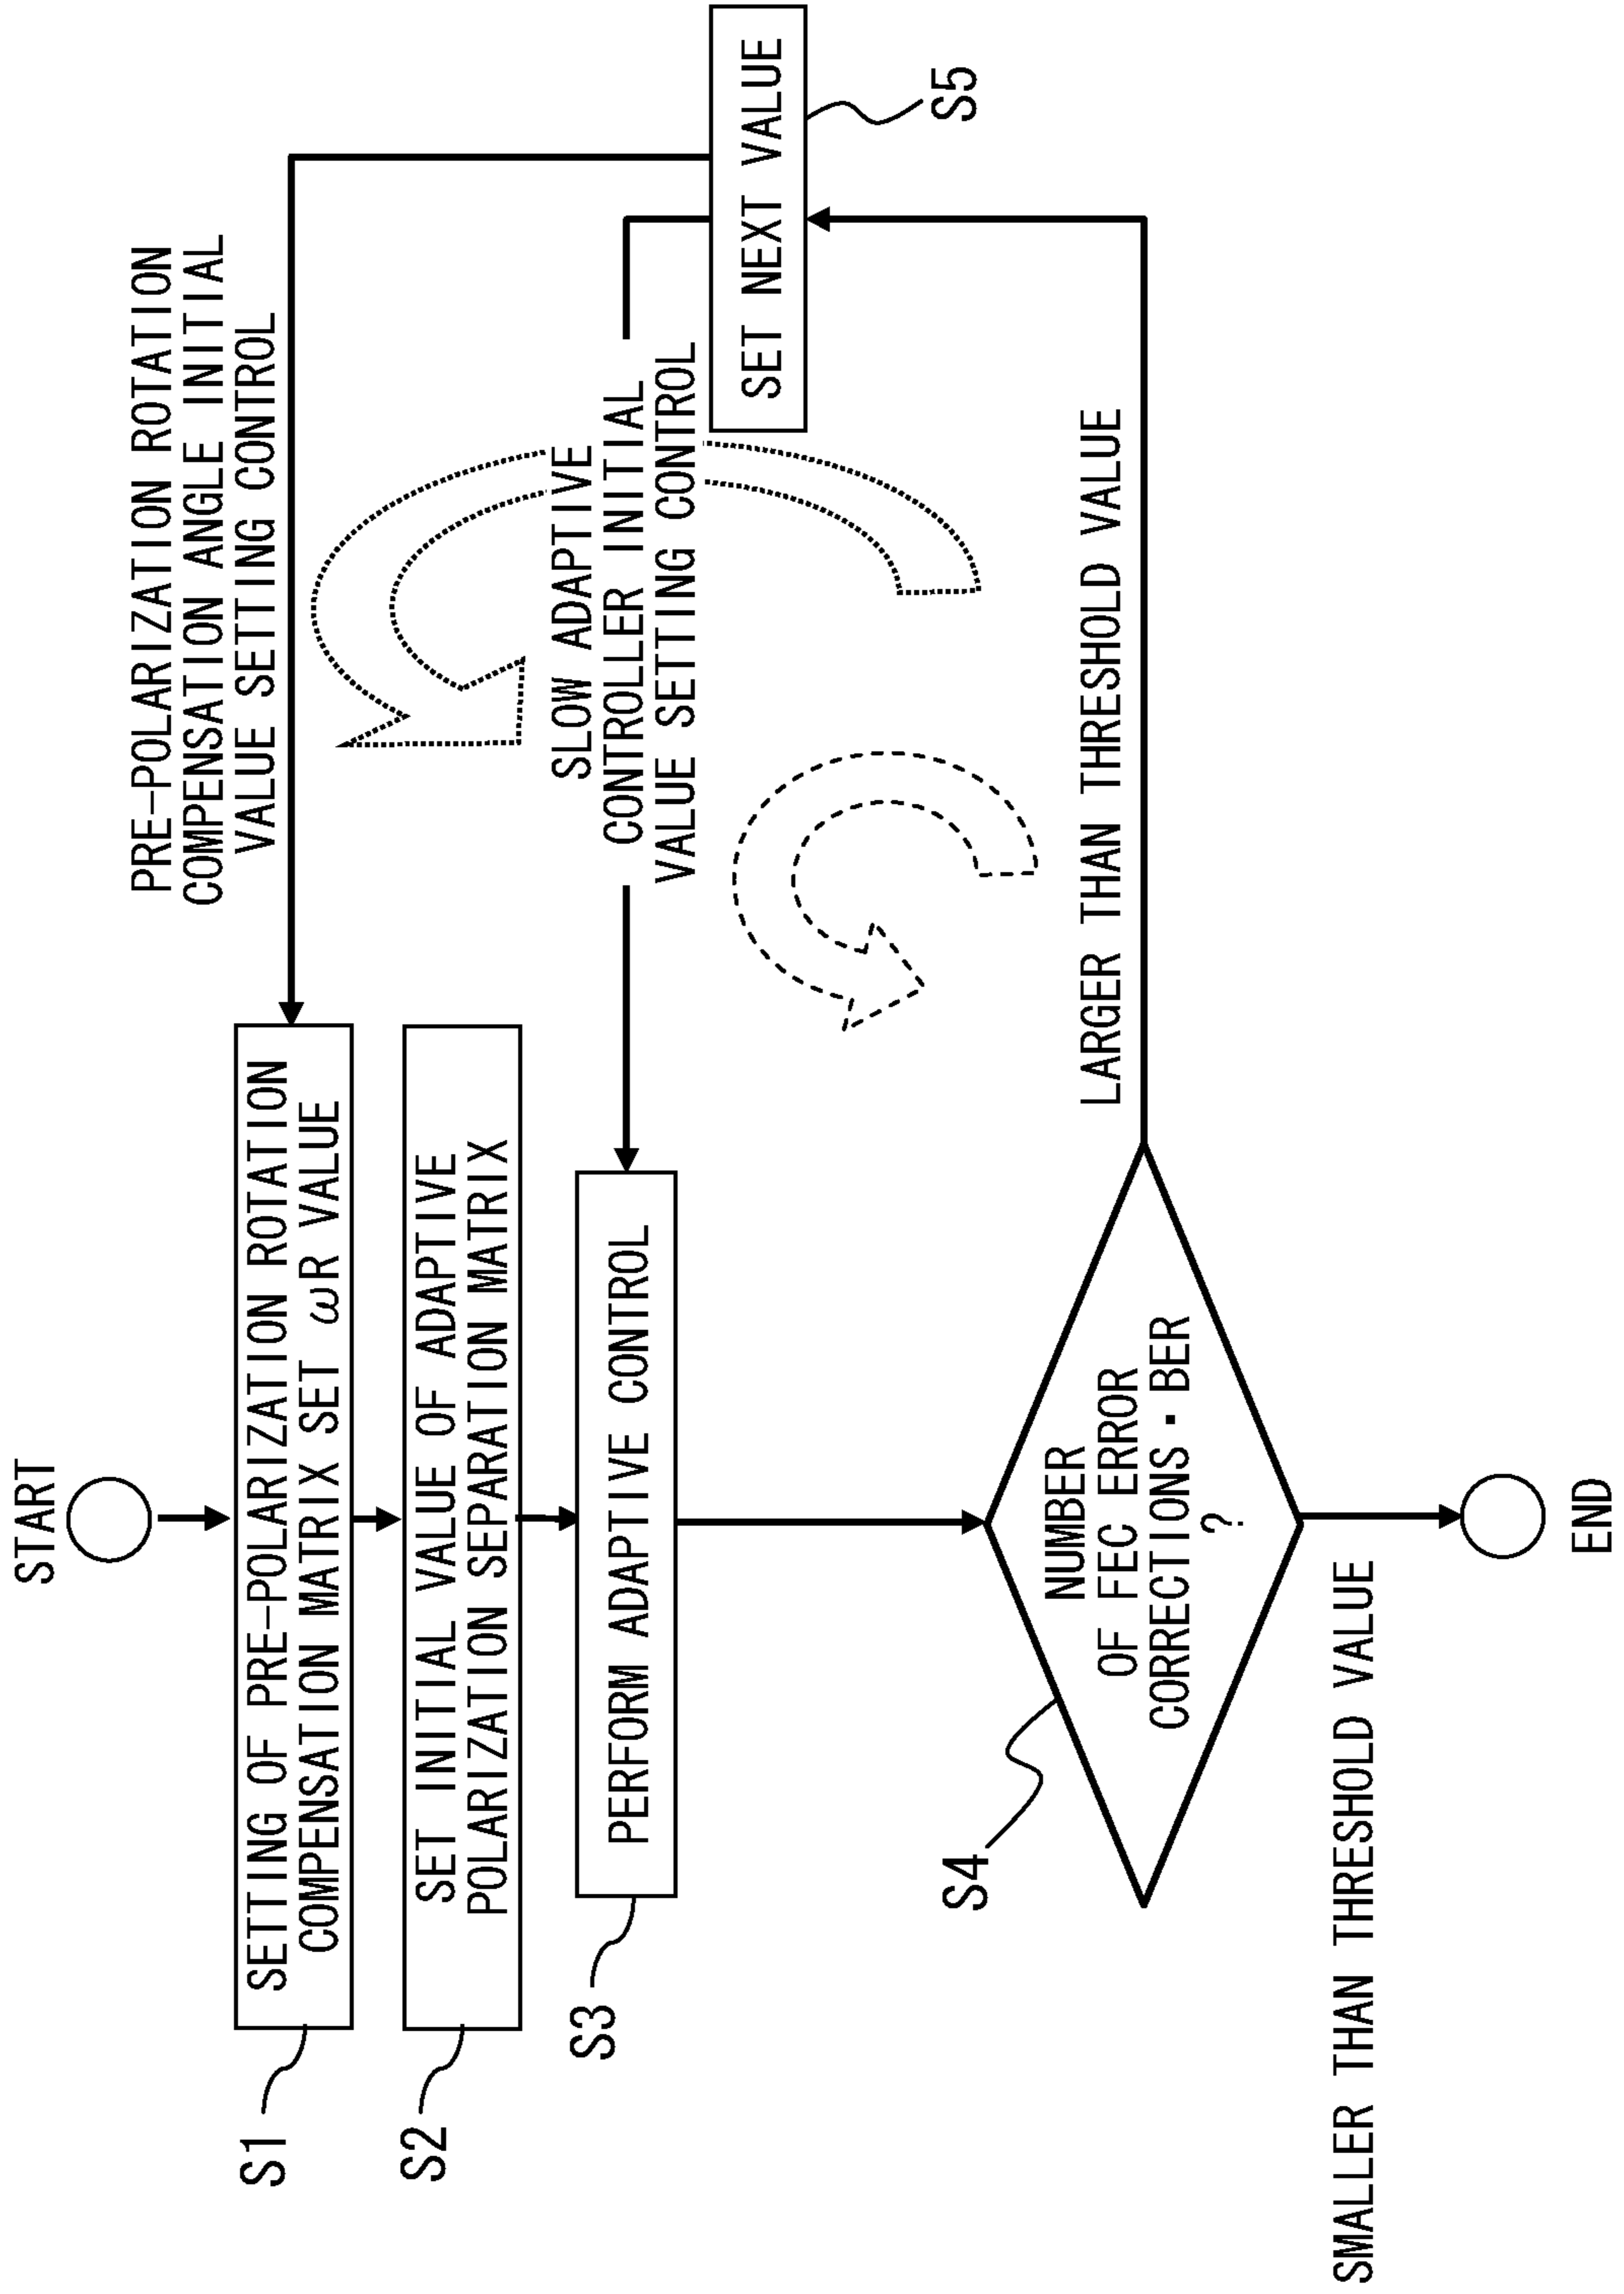 START
S1
SETTING OF PRE-POLARIZATION ROTATION
COMPENSATION MATRIX SET ωR VALUE
PRE-POLARIZATION ROTATION
COMPENSATION ANGLE INITIAL
VALUE SETTING CONTROL
S2
SET INITIAL VALUE OF ADAPTIVE
POLARIZATION SEPARATION MATRIX
S3
PERFORM ADAPTIVE CONTROL
SLOW ADAPTIVE
CONTROLLER INITIAL
VALUE SETTING CONTROL
SET NEXT VALUE
S5
S4
NUMBER
OF FEC ERROR
CORRECTIONS・BER
?
LARGER THAN THRESHOLD VALUE
SMALLER THAN THRESHOLD VALUE
END